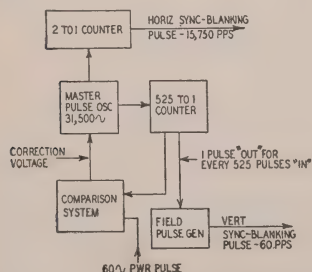 2 TO 1 COUNTER
HORIZ SYNC-BLANKING
PULSE-15,750 PPS
MASTER
PULSE OSC
31,500~
525 TO 1
COUNTER
CORRECTION
VOLTAGE
1 PULSE "OUT" FOR
EVERY 525 PULSES "IN"
COMPARISON
SYSTEM
FIELD
PULSE GEN
VERT
SYNC-BLANKING
PULSE-60 PPS
60~ PWR PULSE